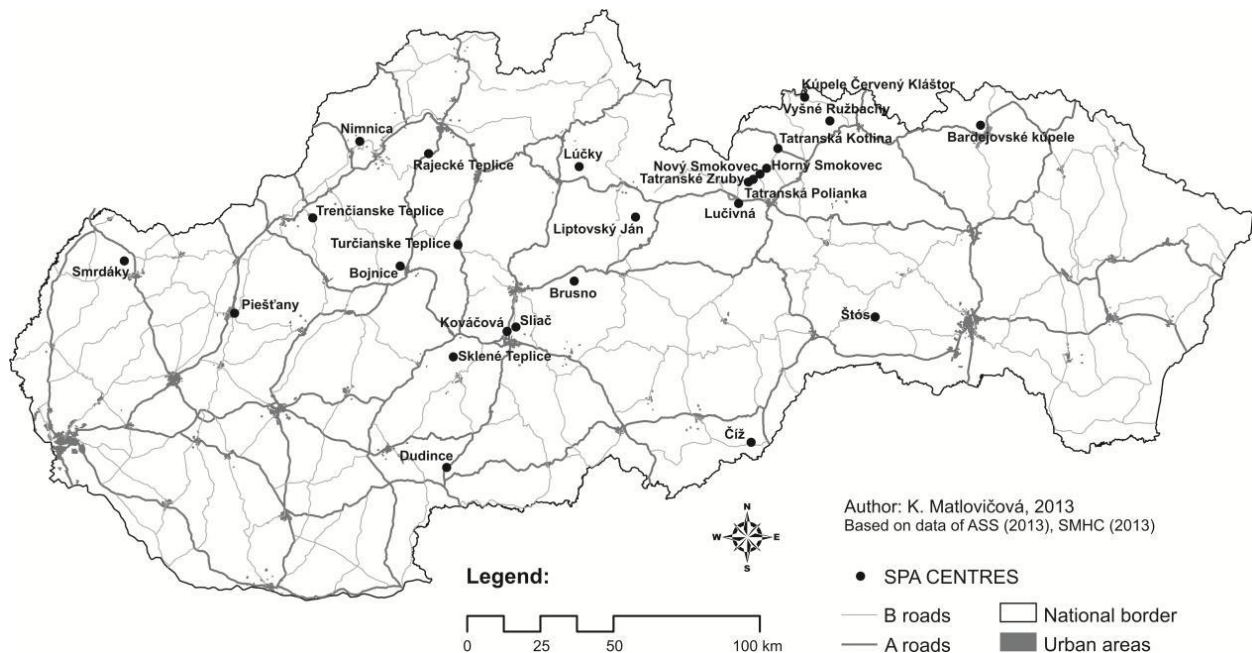 Kúpele Červený Kláštor
Vyšné Ružbachy
Nimnica
Tatranská Kotlina
Bardejovské kúpele
Rajecké Teplice
Lúčky
Nový Smokovec
Horný Smokovec
Tatranské Zruby
Tatranská Polianka
Lučivná
Trenčianske Teplice
Liptovský Ján
Turčianske Teplice
Smrdáky
Bojnice
Brusno
Piešťany
Kováčová
Sliač
Štós
Sklené Teplice
Číž
Dudince
N
W
E
S
Author: K. Matlovičová, 2013
Based on data of ASS (2013), SMHC (2013)
Legend:
SPA CENTRES
B roads
National border
0 25 50 100 km
A roads
Urban areas